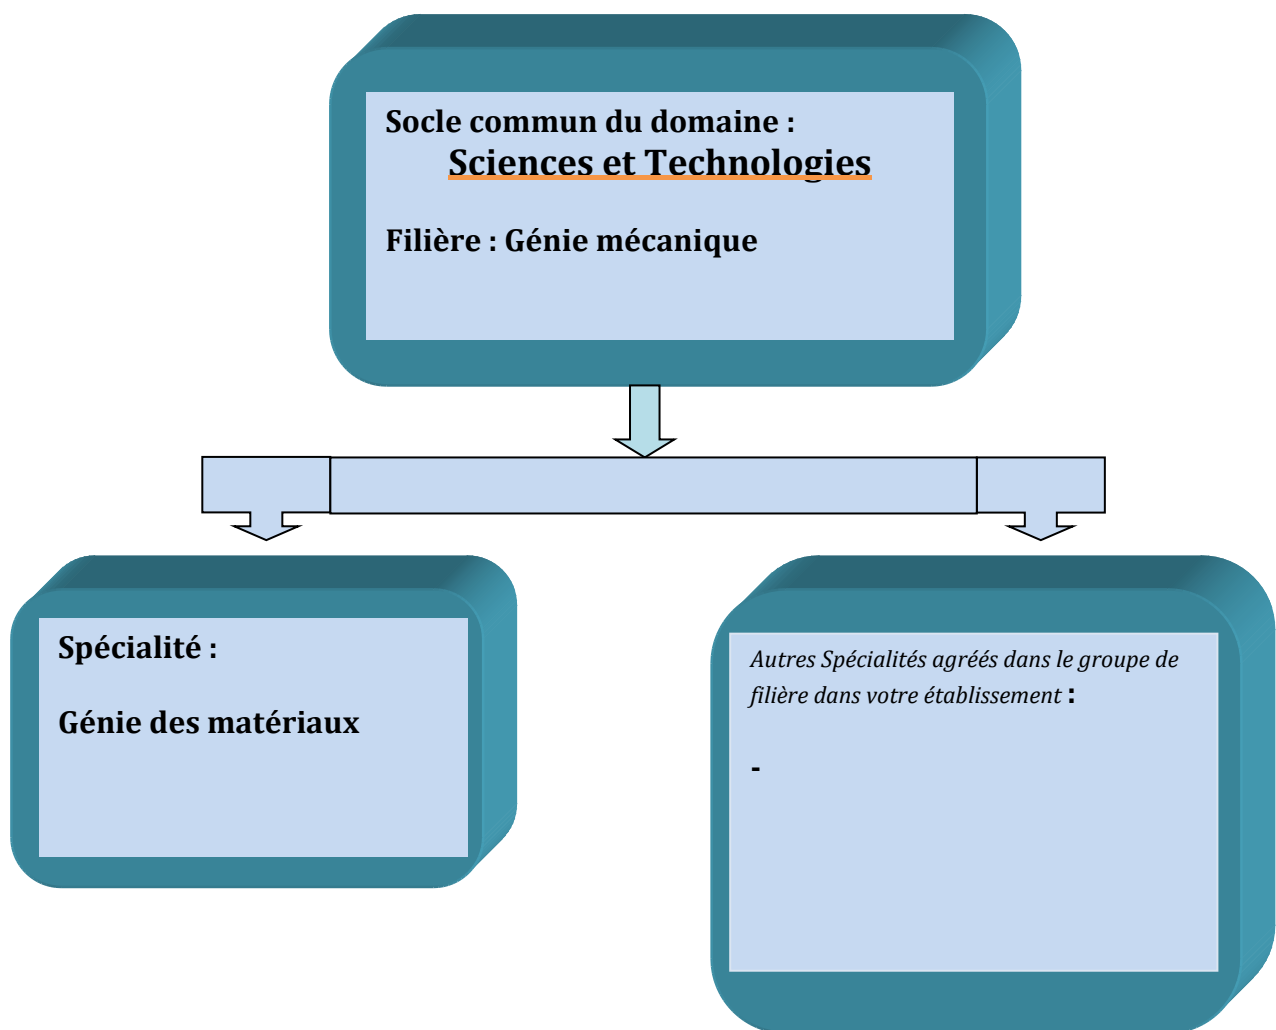 Socle commun du domaine :
Sciences et Technologies
Filière : Génie mécanique
Spécialité :
Génie des matériaux
Autres Spécialités agréés dans le groupe de
filière dans votre établissement :
-